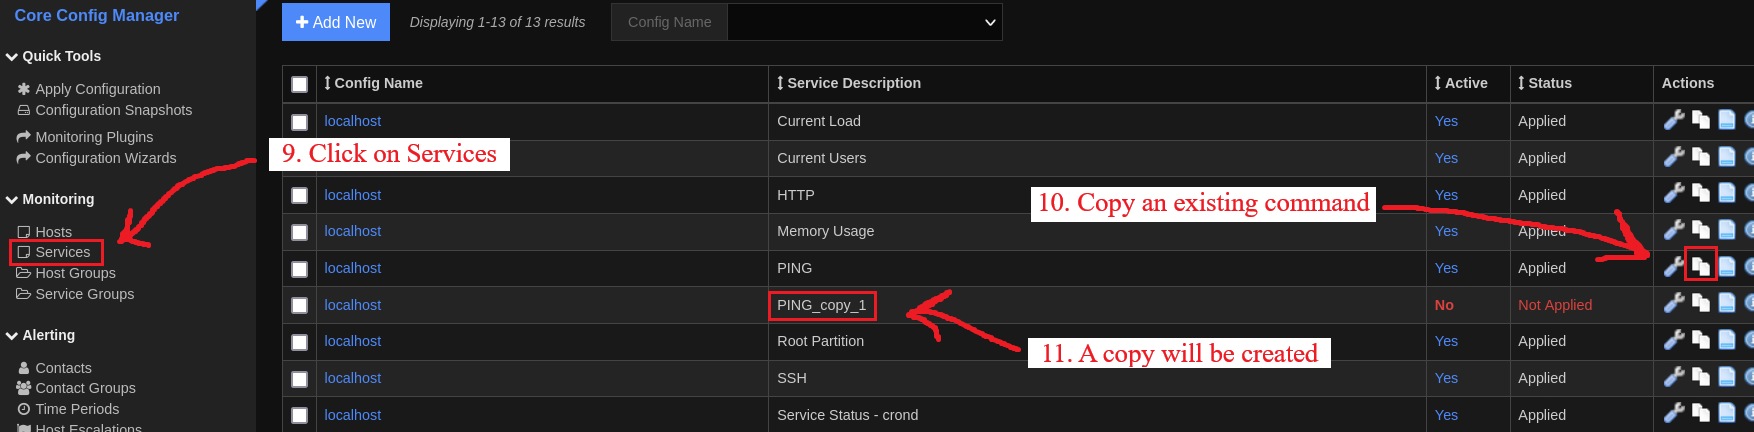 Core Config Manager
Quick Tools
Apply Configuration
Configuration Snapshots
Monitoring Plugins
Configuration Wizards
Monitoring
Hosts
Services
Host Groups
Service Groups
Alerting
Contacts
Contact Groups
Time Periods
Host Escalations
Add New Displaying 1-13 of 13 results Config Name
Config Name Service Description Active Status Actions
localhost Current Load Yes Applied
9. Click on Services Current Users Yes Applied
localhost HTTP Yes Applied
10. Copy an existing command
localhost Memory Usage Yes Applied
localhost PING Yes Applied
localhost PING_copy_1 No Not Applied
localhost Root Partition Yes Applied
11. A copy will be created
localhost SSH Yes Applied
localhost Service Status - crond Yes Applied